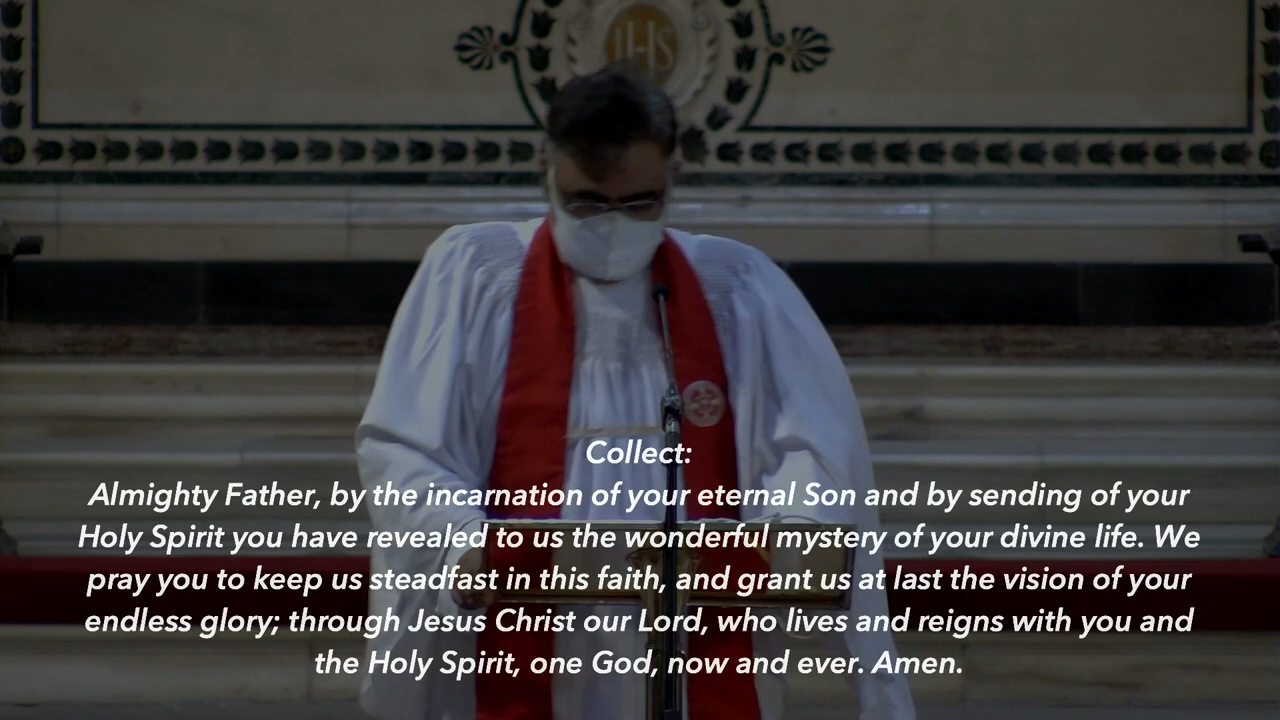 IHS
Collect:
Almighty Father, by the incarnation of your eternal Son and by sending of your
Holy Spirit you have revealed to us the wonderful mystery of your divine life. We
pray you to keep us steadfast in this faith, and grant us at last the vision of your
endless glory; through Jesus Christ our Lord, who lives and reigns with you and
the Holy Spirit, one God, now and ever. Amen.